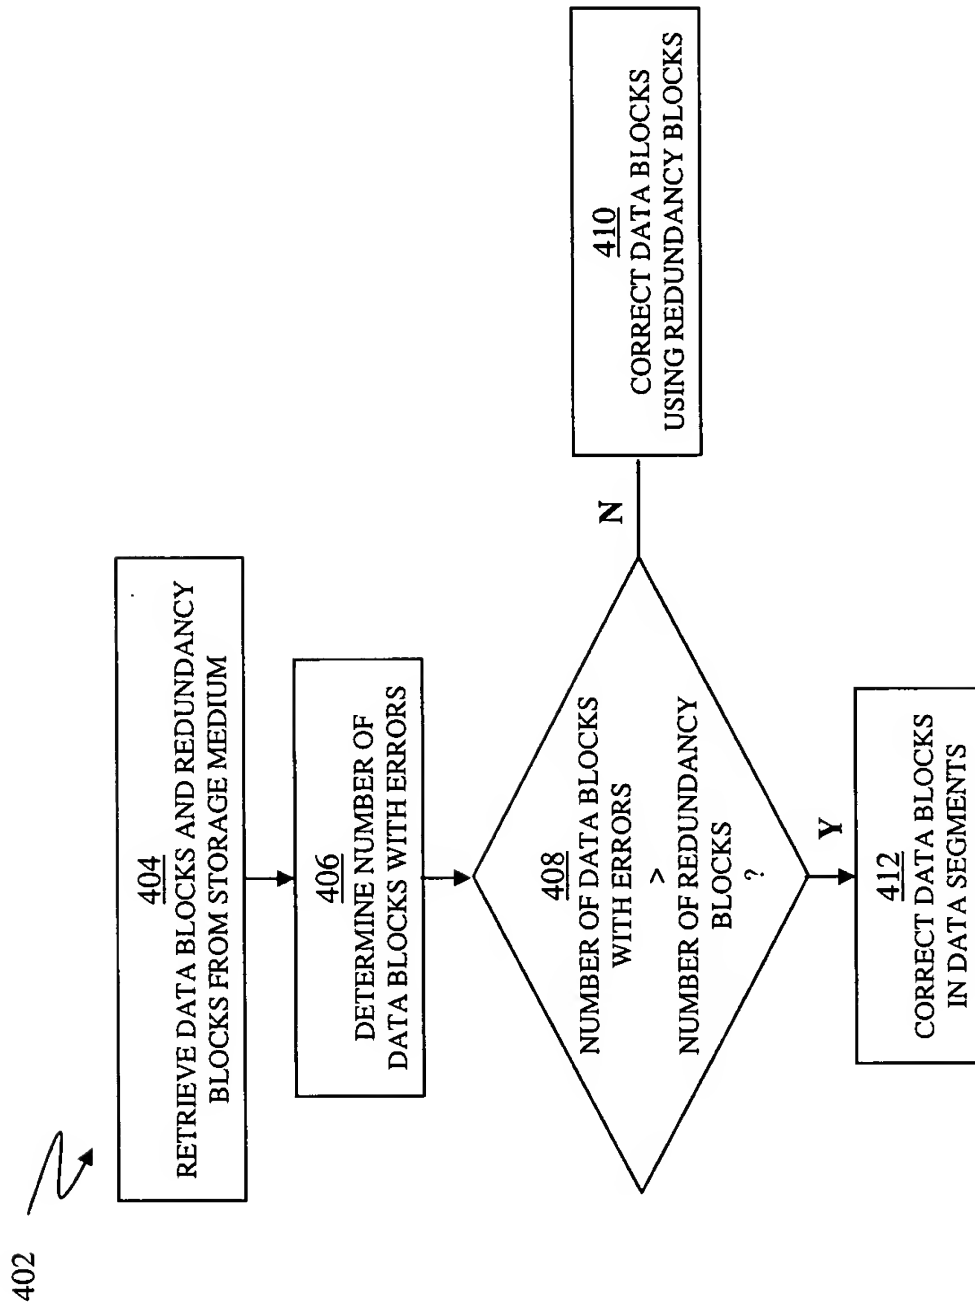 402
404
RETRIEVE DATA BLOCKS AND REDUNDANCY
BLOCKS FROM STORAGE MEDIUM
406
DETERMINE NUMBER OF
DATA BLOCKS WITH ERRORS
408
NUMBER OF DATA BLOCKS
WITH ERRORS
>
NUMBER OF REDUNDANCY
BLOCKS
?
N
410
CORRECT DATA BLOCKS
USING REDUNDANCY BLOCKS
Y
412
CORRECT DATA BLOCKS
IN DATA SEGMENTS